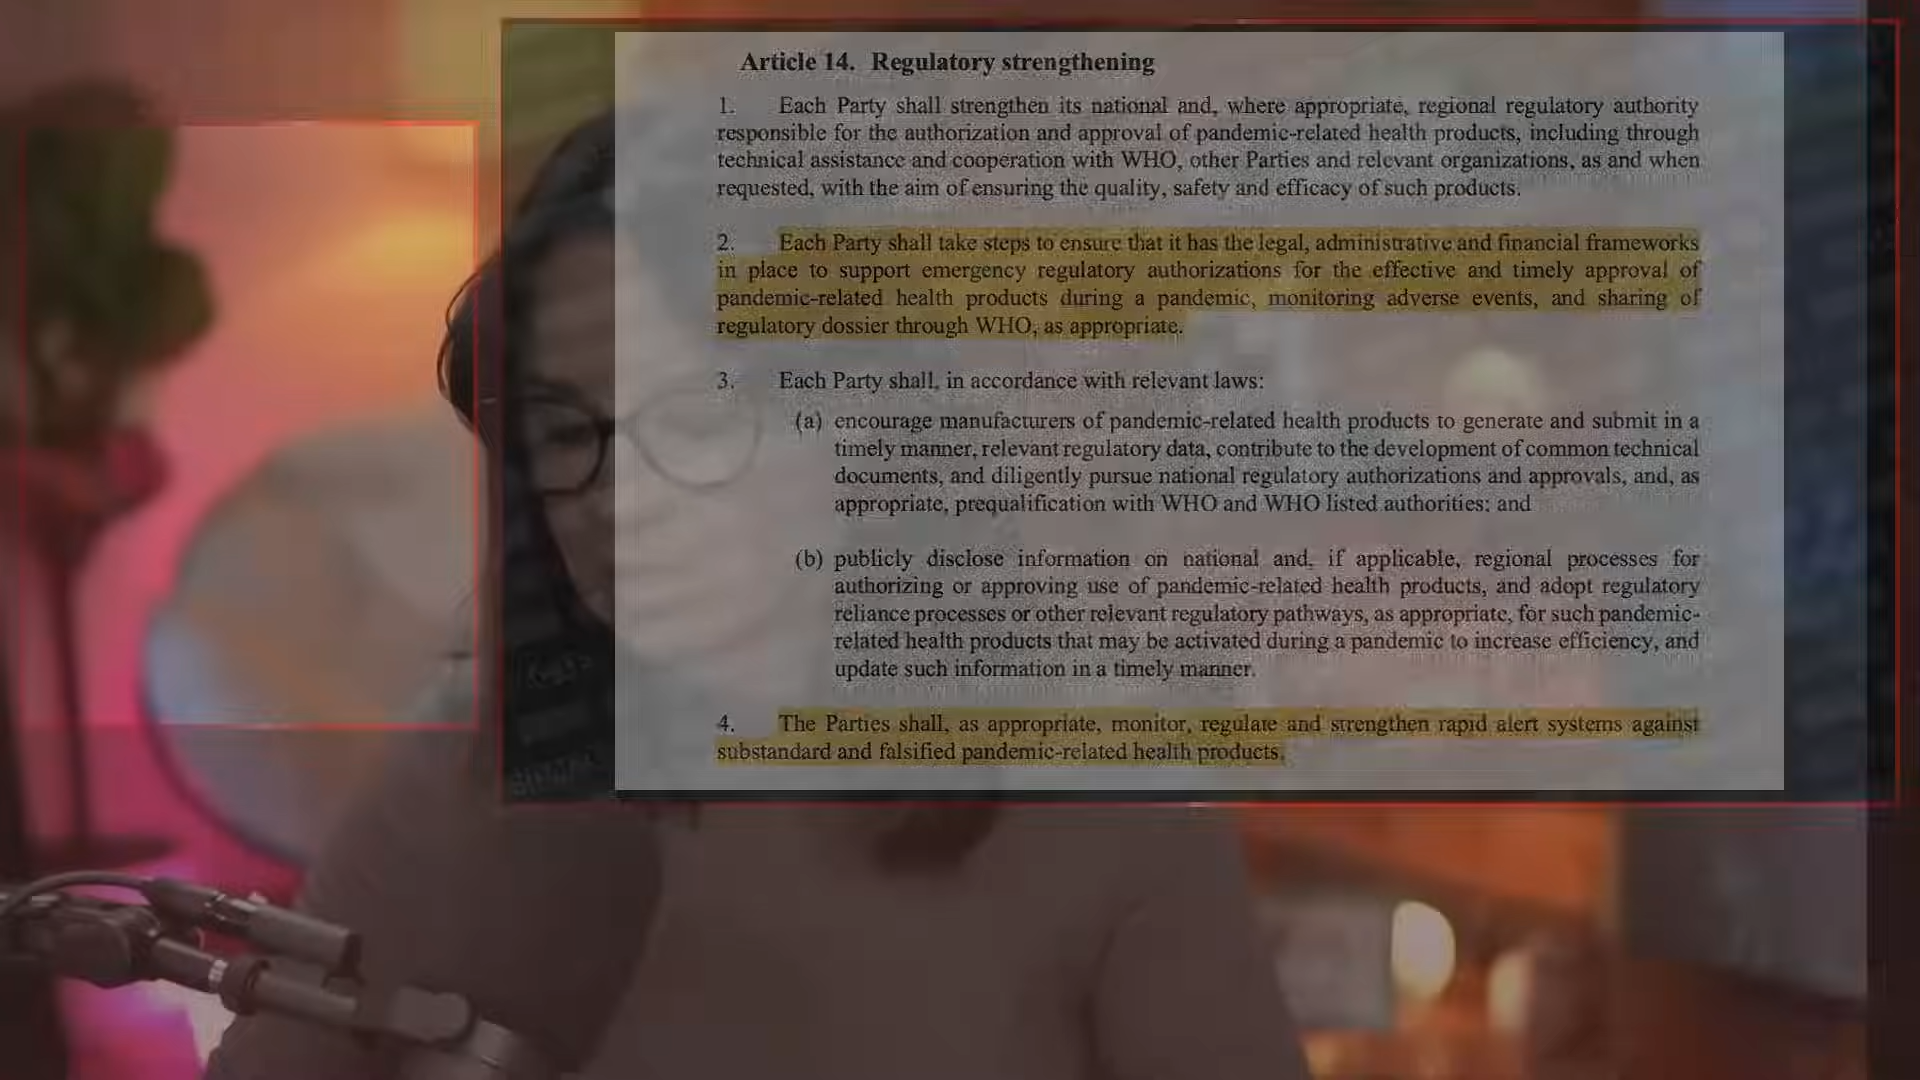 Article 14. Regulatory strengthening
1. Each Party shall strengthen its national and, where appropriate, regional regulatory authority
responsible for the authorization and approval of pandemic-related health products, including through
technical assistance and cooperation with WHO, other Parties and relevant organizations, as and when
requested, with the aim of ensuring the quality, safety and efficacy of such products.
2. Each Party shall take steps to ensure that it has the legal, administrative and financial frameworks
in place to support emergency regulatory authorizations for the effective and timely approval of
pandemic-related health products during a pandemic, monitoring adverse events, and sharing of
regulatory dossier through WHO, as appropriate.
3. Each Party shall, in accordance with relevant laws:
(a) encourage manufacturers of pandemic-related health products to generate and submit in a
timely manner, relevant regulatory data, contribute to the development of common technical
documents, and diligently pursue national regulatory authorizations and approvals, and, as
appropriate, prequalification with WHO and WHO listed authorities; and
(b) publicly disclose information on national and, if applicable, regional processes for
authorizing or approving use of pandemic-related health products, and adopt regulatory
reliance processes or other relevant regulatory pathways, as appropriate, for such pandemic-
related health products that may be activated during a pandemic to increase efficiency, and
update such information in a timely manner.
4. The Parties shall, as appropriate, monitor, regulate and strengthen rapid alert systems against
substandard and falsified pandemic-related health products.